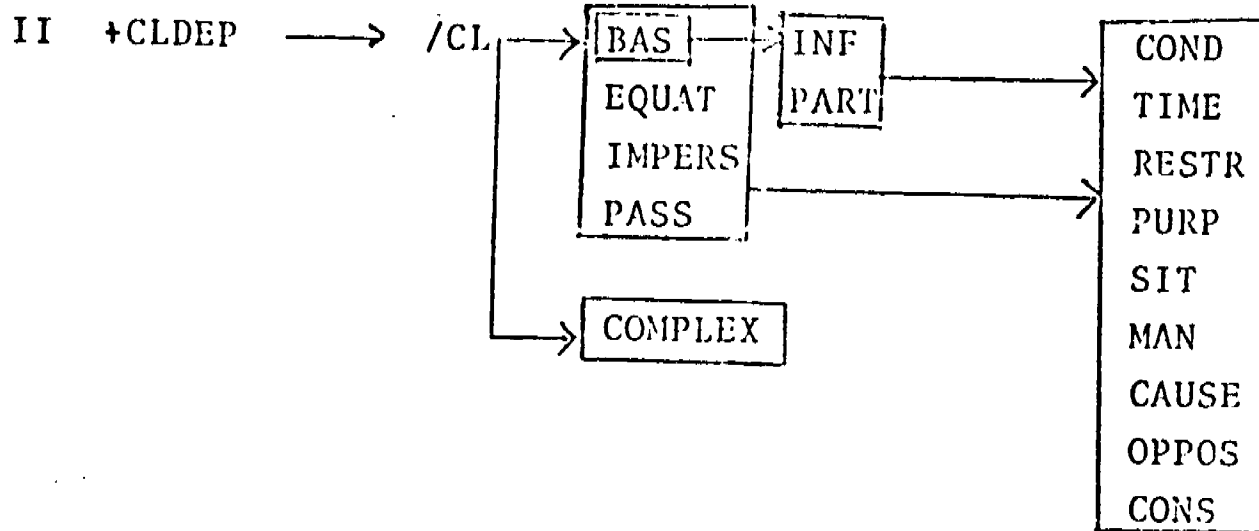 II +CLDEP /CL BAS INF COND
EQUAT PART TIME
IMPERS RESTR
PASS PURP
SIT
COMPLEX MAN
CAUSE
OPPOS
CONS